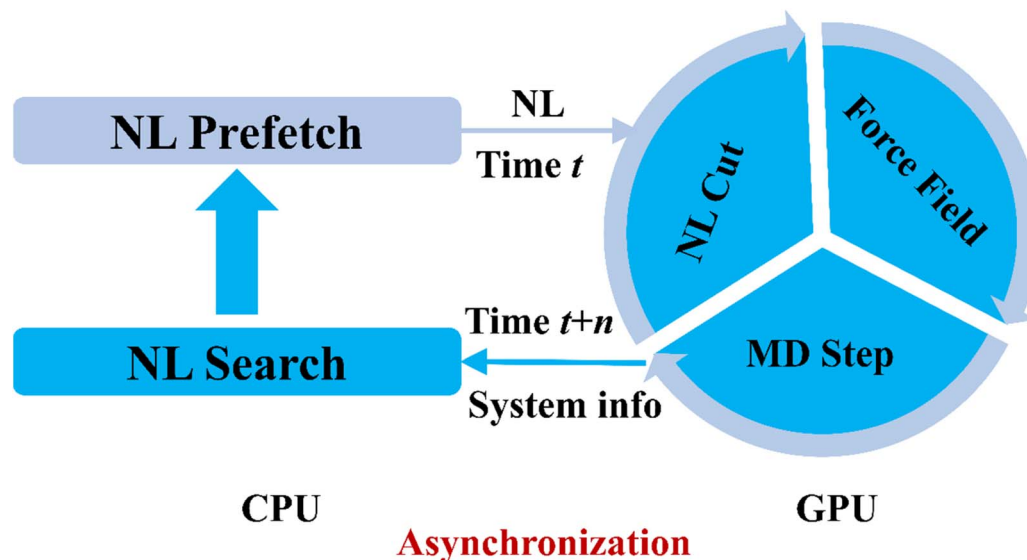 NL Prefetch
NL
Time t
NL Cut
Force Field
Time t+n
NL Search
System info
MD Step
CPU
GPU
Asynchronization